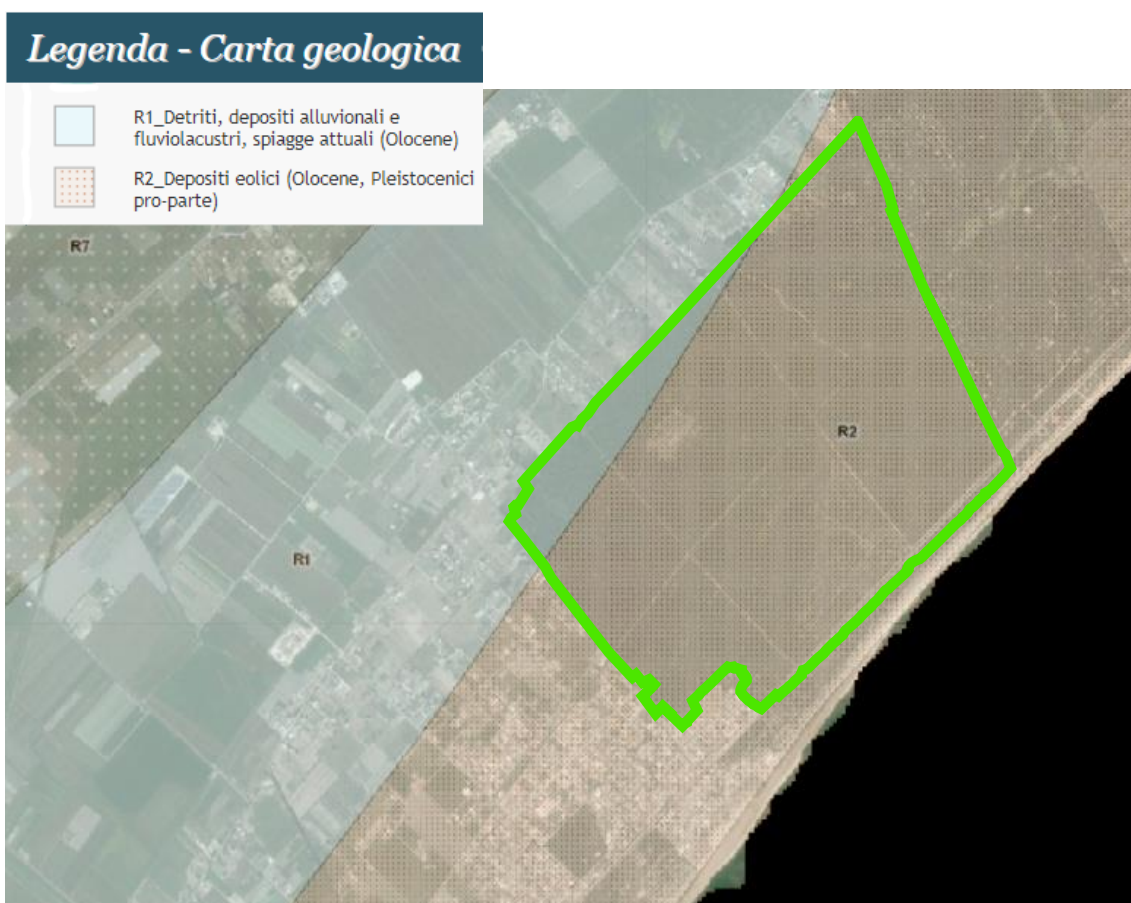 Legenda - Carta geologica
R1_Detriti, depositi alluvionali e
fluviolacustri, spiagge attuali (Olocene)
R2_Depositi eolici (Olocene, Pleistocenici
pro-parte)
R7
R2
R1